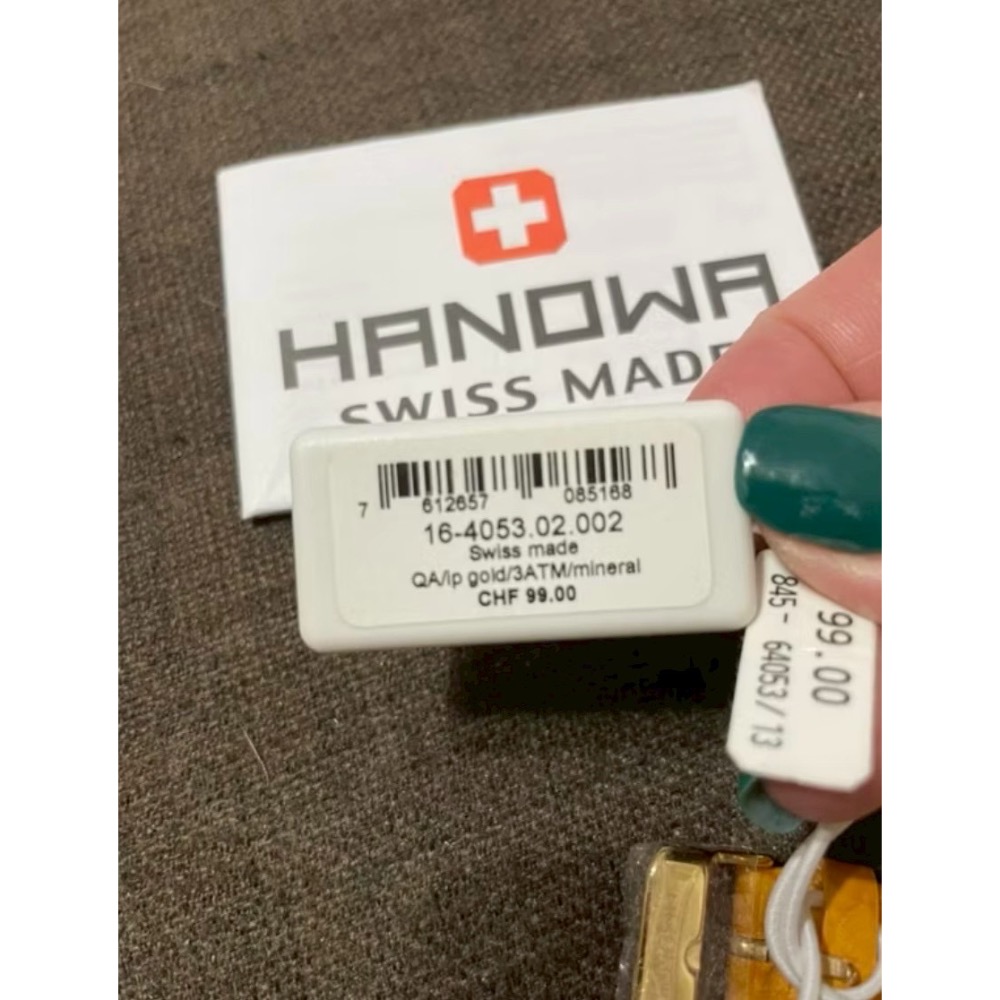 HANOWA
SWISS MADE
7 612657 085168
16-4053.02.002
Swiss made
QA/ip gold/3ATM/mineral
CHF 99.00
99.00
845- 64053/13